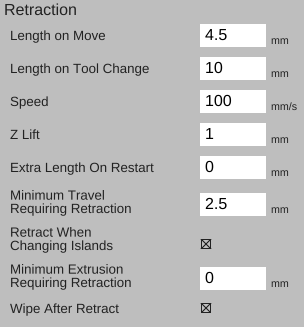 Retraction
Length on Move 4.5 mm
Length on Tool Change 10 mm
Speed 100 mm/s
Z Lift 1 mm
Extra Length On Restart 0 mm
Minimum Travel
Requiring Retraction 2.5 mm
Retract When
Changing Islands
Minimum Extrusion
Requiring Retraction 0 mm
Wipe After Retract